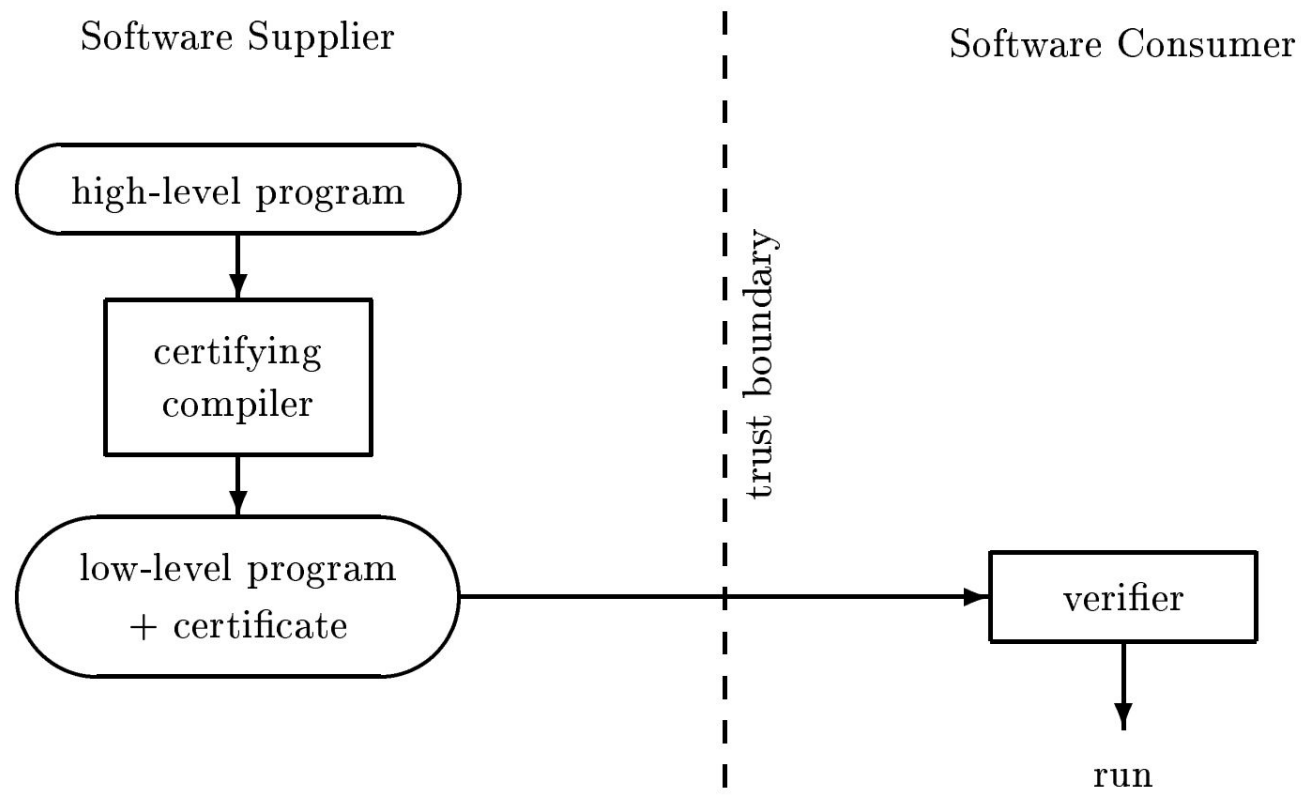 Software Supplier
Software Consumer
high-level program
certifying
compiler
trust boundary
low-level program
+ certificate
verifier
run